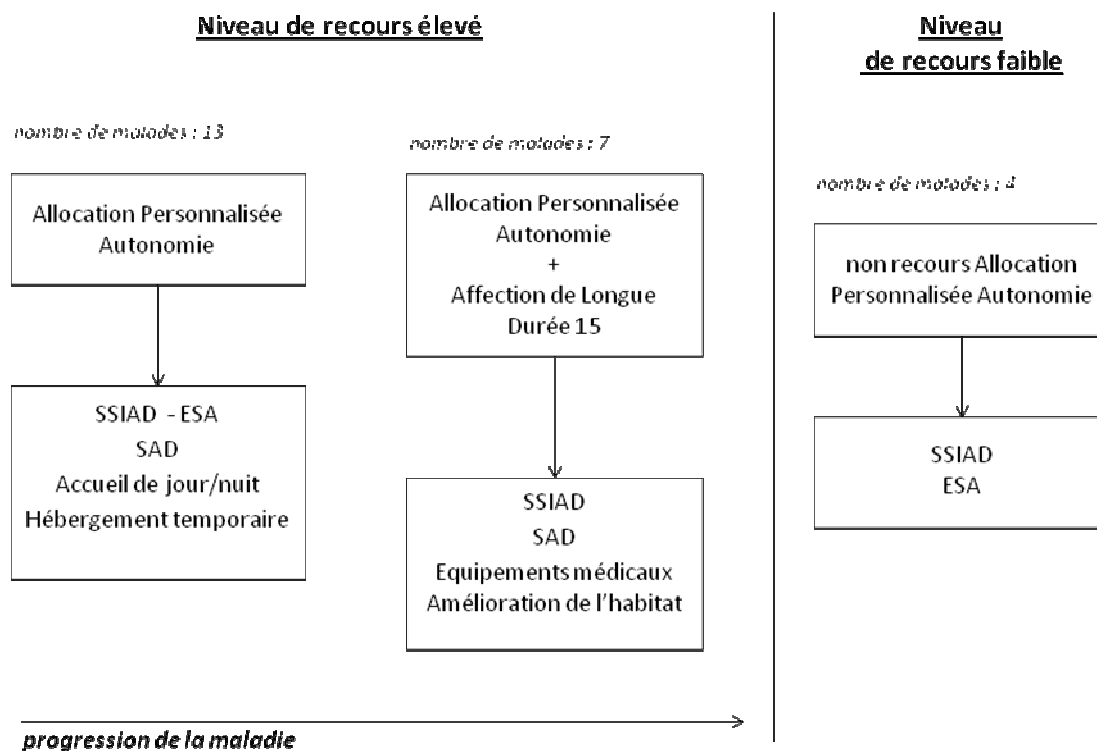 Niveau de recours élevé
nombre de malades : 13
Allocation Personnalisée
Autonomie
SSIAD - ESA
SAD
Accueil de jour/nuit
Hébergement temporaire
nombre de malades : 7
Allocation Personnalisée
Autonomie
+
Affection de Longue
Durée 15
SSIAD
SAD
Equipements médicaux
Amélioration de l'habitat
progression de la maladie
Niveau
de recours faible
nombre de malades : 4
non recours Allocation
Personnalisée Autonomie
SSIAD
ESA